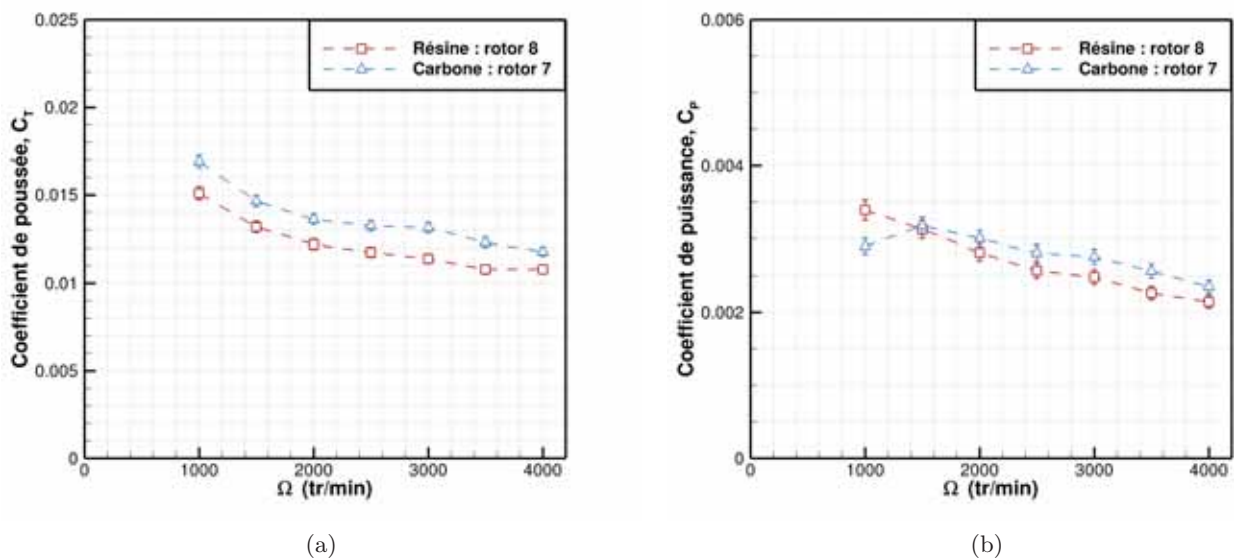 0.025
0.02
0.015
0.01
0.005
0
Coefficient de poussée, C_T
Résine : rotor 8
Carbone : rotor 7
0 1000 2000 3000 4000
Ω (tr/min)
(a)
0.006
0.004
0.002
0
Coefficient de puissance, C_P
Résine : rotor 8
Carbone : rotor 7
0 1000 2000 3000 4000
Ω (tr/min)
(b)